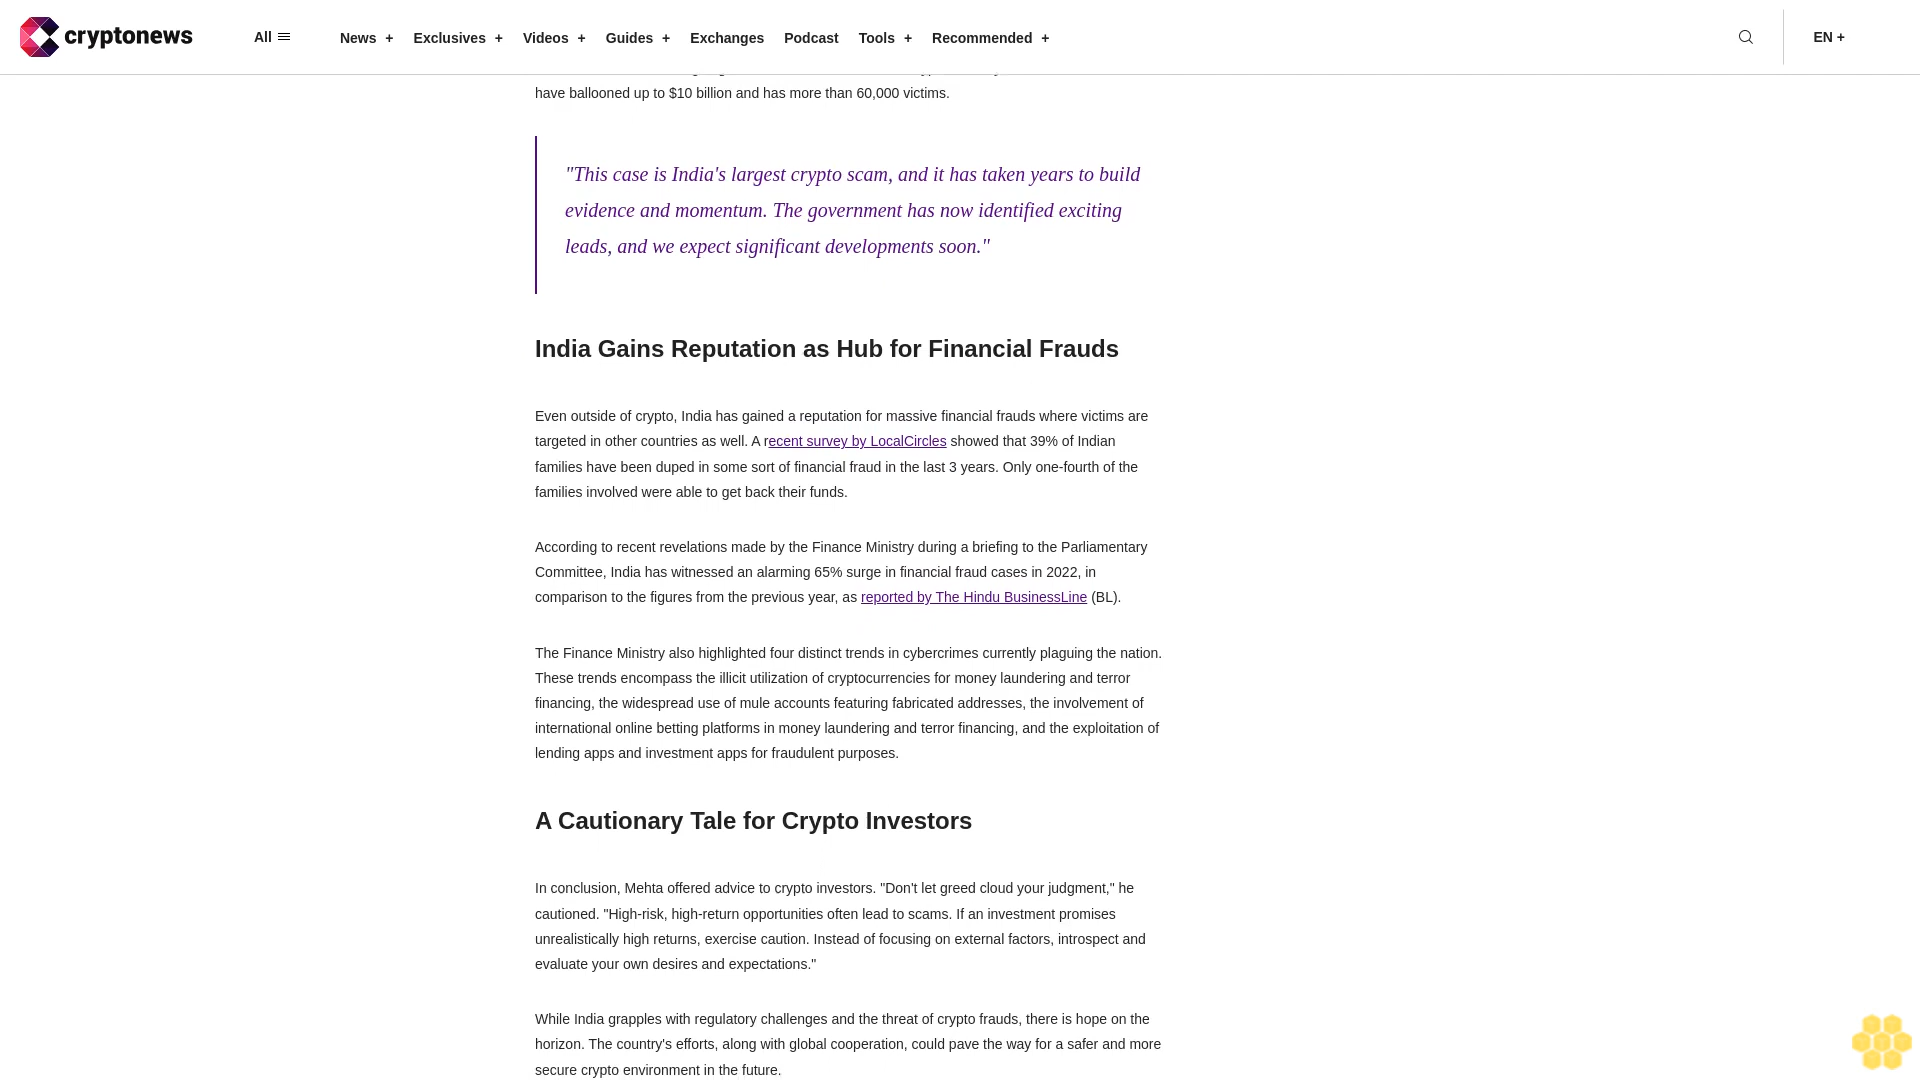 cryptonews
All
News +
Exclusives +
Videos +
Guides +
Exchanges
Podcast
Tools +
Recommended +
EN +
have ballooned up to $10 billion and has more than 60,000 victims.
"This case is India's largest crypto scam, and it has taken years to build
evidence and momentum. The government has now identified exciting
leads, and we expect significant developments soon."
India Gains Reputation as Hub for Financial Frauds
Even outside of crypto, India has gained a reputation for massive financial frauds where victims are
targeted in other countries as well. A recent survey by LocalCircles showed that 39% of Indian
families have been duped in some sort of financial fraud in the last 3 years. Only one-fourth of the
families involved were able to get back their funds.
According to recent revelations made by the Finance Ministry during a briefing to the Parliamentary
Committee, India has witnessed an alarming 65% surge in financial fraud cases in 2022, in
comparison to the figures from the previous year, as reported by The Hindu BusinessLine (BL).
The Finance Ministry also highlighted four distinct trends in cybercrimes currently plaguing the nation.
These trends encompass the illicit utilization of cryptocurrencies for money laundering and terror
financing, the widespread use of mule accounts featuring fabricated addresses, the involvement of
international online betting platforms in money laundering and terror financing, and the exploitation of
lending apps and investment apps for fraudulent purposes.
A Cautionary Tale for Crypto Investors
In conclusion, Mehta offered advice to crypto investors. "Don't let greed cloud your judgment," he
cautioned. "High-risk, high-return opportunities often lead to scams. If an investment promises
unrealistically high returns, exercise caution. Instead of focusing on external factors, introspect and
evaluate your own desires and expectations."
While India grapples with regulatory challenges and the threat of crypto frauds, there is hope on the
horizon. The country's efforts, along with global cooperation, could pave the way for a safer and more
secure crypto environment in the future.